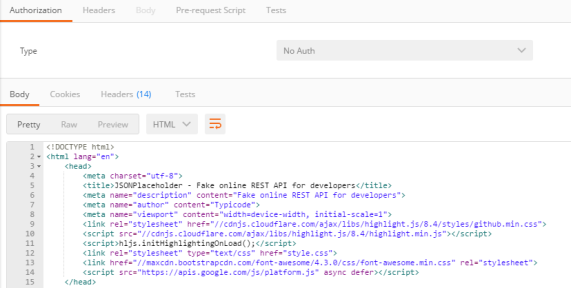 Authorization Headers Body Pre-request Script Tests
Type No Auth
Body Cookies Headers (14) Tests
Pretty Raw Preview HTML
1 <!DOCTYPE html>
2 <html lang="en">
3 <head>
4 <meta charset="utf-8">
5 <title>JSONPlaceholder - Fake online REST API for developers</title>
6 <meta name="description" content="Fake online REST API for developers">
7 <meta name="author" content="Typicode">
8 <meta name="viewport" content="width=device-width, initial-scale=1">
9 <link rel="stylesheet" href="//cdnjs.cloudflare.com/ajax/libs/highlight.js/8.4/styles/github.min.css">
10 <script src="//cdnjs.cloudflare.com/ajax/libs/highlight.js/8.4/highlight.min.js"></script>
11 <script>hljs.initHighlightingOnLoad();</script>
12 <link rel="stylesheet" type="text/css" href="style.css">
13 <link href="//maxcdn.bootstrapcdn.com/font-awesome/4.3.0/css/font-awesome.min.css" rel="stylesheet">
14 <script src="https://apis.google.com/js/platform.js" async defer></script>
15 </head>